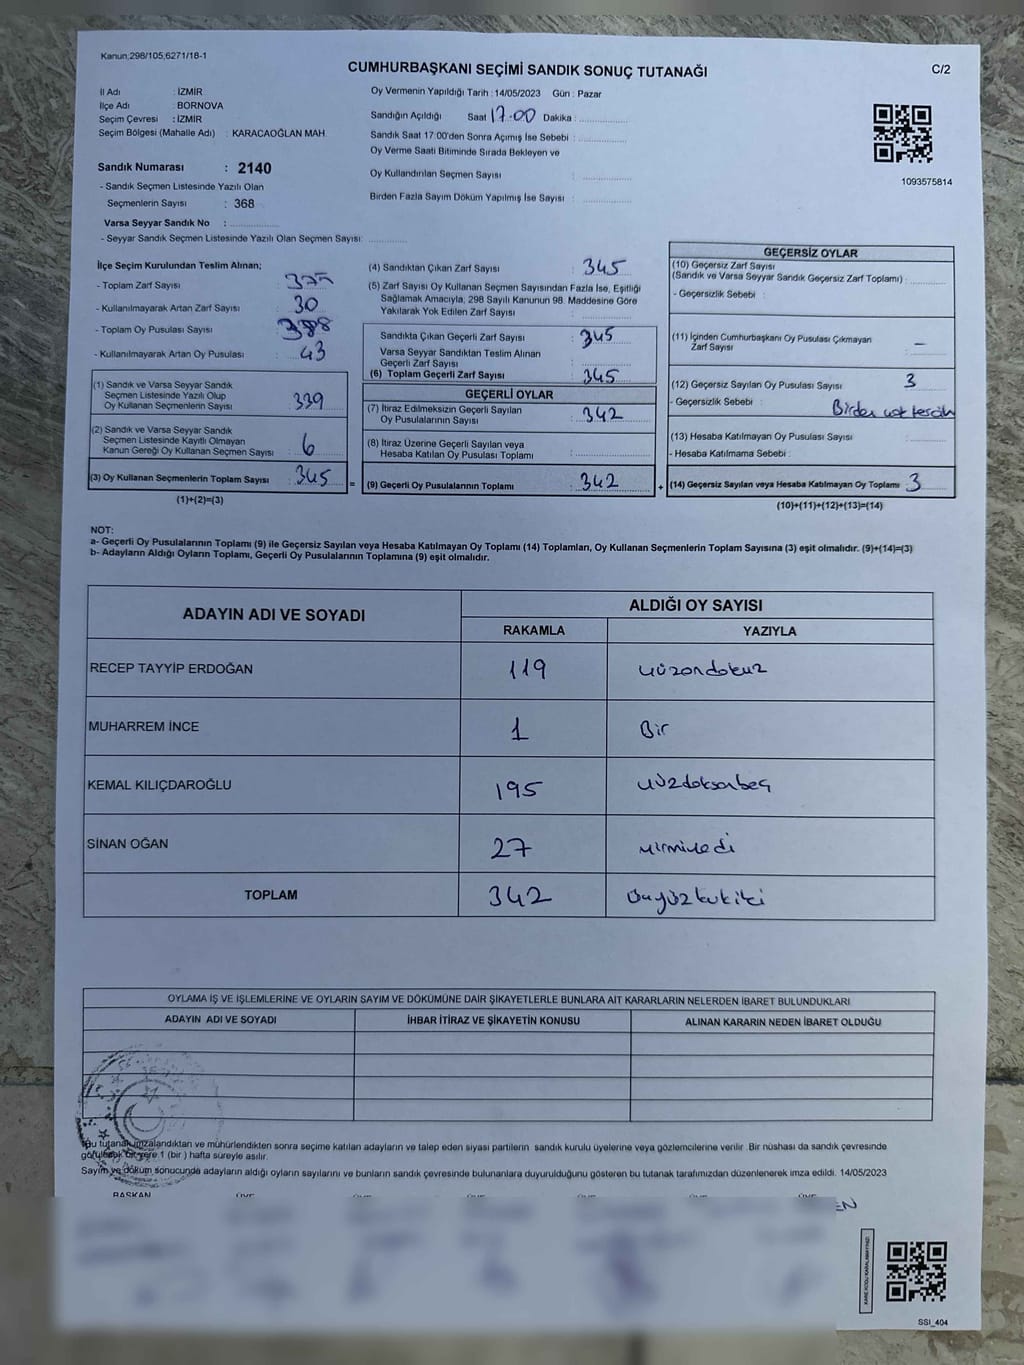 Kanun,298/105,6271/18-1
CUMHURBAŞKANI SEÇİMİ SANDIK SONUÇ TUTANAĞI
C/2
İl Adı : İZMİR
İlçe Adı : BORNOVA
Seçim Çevresi : İZMİR
Seçim Bölgesi (Mahalle Adı) : KARACAOĞLAN MAH.
Sandık Numarası : 2140
- Sandık Seçmen Listesinde Yazılı Olan
Seçmenlerin Sayısı : 368
Varsa Seyyar Sandık No :
- Seyyar Sandık Seçmen Listesinde Yazılı Olan Seçmen Sayısı:
Oy Vermenin Yapıldığı Tarih :14/05/2023 Gün : Pazar
Sandığın Açıldığı Saat 17.00 Dakika :
Sandık Saat 17:00'den Sonra Açımış İse Sebebi :
Oy Verme Saati Bitiminde Sırada Bekleyen ve
Oy Kullandırılan Seçmen Sayısı :
Birden Fazla Sayım Döküm Yapılmış İse Sayısı :
1093575814
İlçe Seçim Kurulundan Teslim Alınan;
- Toplam Zarf Sayısı :
- Kullanılmayarak Artan Zarf Sayısı : 30
- Toplam Oy Pusulası Sayısı :
- Kullanılmayarak Artan Oy Pusulası : 43
(1) Sandık ve Varsa Seyyar Sandık
Seçmen Listesinde Yazılı Olup
Oy Kullanan Seçmenlerin Sayısı : 339
(2) Sandık ve Varsa Seyyar Sandık
Seçmen Listesinde Kayıtlı Olmayan
Kanun Gereği Oy Kullanan Seçmen Sayısı : 6
(3) Oy Kullanan Seçmenlerin Toplam Sayısı : 345
(1)+(2)=(3)
(4) Sandıktan Çıkan Zarf Sayısı : 345
(5) Zarf Sayısı Oy Kullanan Seçmen Sayısından Fazla İse, Eşitliği
Sağlamak Amacıyla, 298 Sayılı Kanunun 98. Maddesine Göre
Yakılarak Yok Edilen Zarf Sayısı :
Sandıkta Çıkan Geçerli Zarf Sayısı : 345
Varsa Seyyar Sandıktan Teslim Alınan
Geçerli Zarf Sayısı :
(6) Toplam Geçerli Zarf Sayısı : 345
=
GEÇERLİ OYLAR
(7) İtiraz Edilmeksizin Geçerli Sayılan
Oy Pusulalarının Sayısı : 342
(8) İtiraz Üzerine Geçerli Sayılan veya
Hesaba Katılan Oy Pusulası Toplamı :
(9) Geçerli Oy Pusulalarının Toplamı : 342
+
GEÇERSİZ OYLAR
(10) Geçersiz Zarf Sayısı
(Sandık ve Varsa Seyyar Sandık Geçersiz Zarf Toplamı) :
- Geçersizlik Sebebi :
(11) İçinden Cumhurbaşkanı Oy Pusulası Çıkmayan
Zarf Sayısı : -
(12) Geçersiz Sayılan Oy Pusulası Sayısı : 3
- Geçersizlik Sebebi : Birden çok tercih
(13) Hesaba Katılmayan Oy Pusulası Sayısı :
- Hesaba Katılmama Sebebi :
(14) Geçersiz Sayılan veya Hesaba Katılmayan Oy Toplamı : 3
(10)+(11)+(12)+(13)=(14)
NOT:
a- Geçerli Oy Pusulalarının Toplamı (9) ile Geçersiz Sayılan veya Hesaba Katılmayan Oy Toplamı (14) Toplamları, Oy Kullanan Seçmenlerin Toplam Sayısına (3) eşit olmalıdır. (9)+(14)=(3)
b- Adayların Aldığı Oyların Toplamı, Geçerli Oy Pusulalarının Toplamına (9) eşit olmalıdır.
ADAYIN ADI VE SOYADI ALDIĞI OY SAYISI
RAKAMLA YAZIYLA
RECEP TAYYİP ERDOĞAN 119 yüzondokuz
MUHARREM İNCE 1 Bir
KEMAL KILIÇDAROĞLU 195 yüzdoksanbeş
SİNAN OĞAN 27 yirmiyedi
TOPLAM 342 üçyüzkırkiki
OYLAMA İŞ VE İŞLEMLERİNE VE OYLARIN SAYIM VE DÖKÜMÜNE DAİR ŞİKAYETLERLE BUNLARA AİT KARARLARIN NELERDEN İBARET BULUNDUKLARI
ADAYIN ADI VE SOYADI İHBAR İTİRAZ VE ŞİKAYETİN KONUSU ALINAN KARARIN NEDEN İBARET OLDUĞU
Bu tutanak imzalandıktan ve mühürlendikten sonra seçime katılan adayların ve talep eden siyasi partilerin sandık kurulu üyelerine veya gözlemcilerine verilir. Bir nüshası da sandık çevresinde
görülecek bir yere 1 (bir) hafta süreyle asılır.
Sayım ve döküm sonucunda adayların aldığı oyların sayılarını ve bunların sandık çevresinde bulunanlara duyurulduğunu gösteren bu tutanak tarafımızdan düzenlenerek imza edildi. 14/05/2023
BAŞKAN ÜYE ÜYE ÜYE ÜYE ÜYE ÜYE
KAREKODU KARALAMAYINIZ!
SSI_404